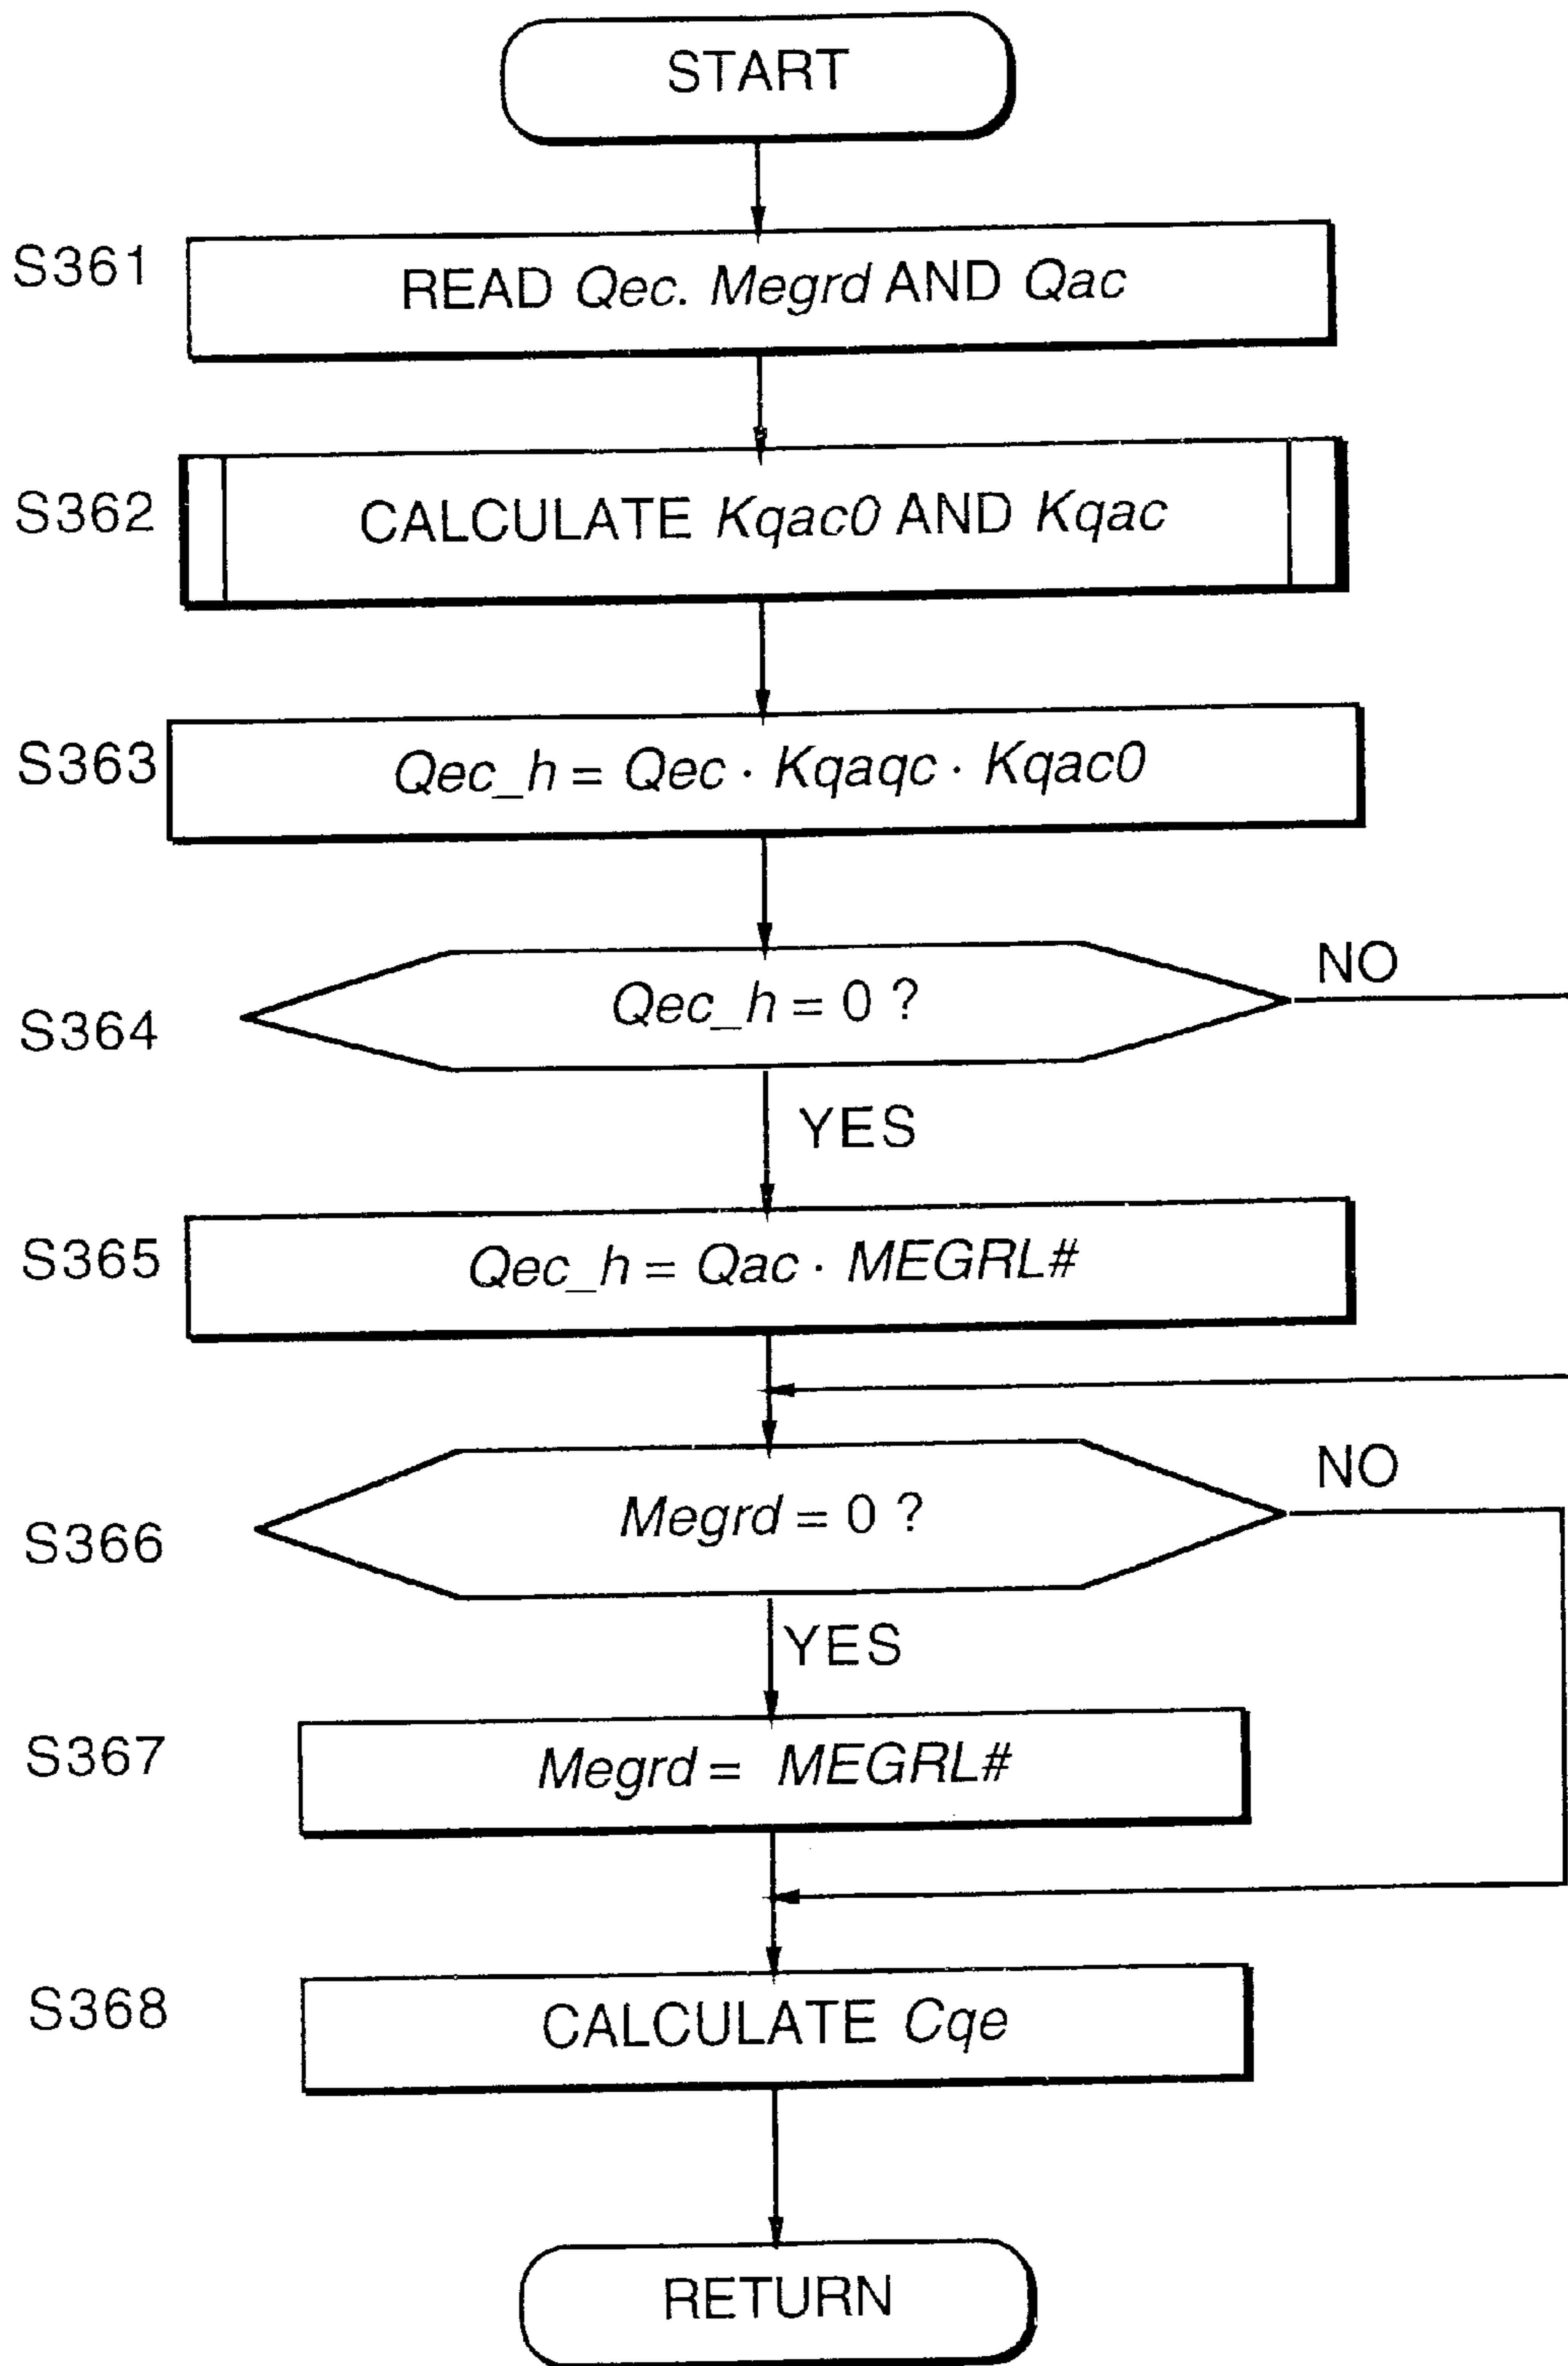 START
S361
READ Qec. Megrd AND Qac
S362
CALCULATE Kqac0 AND Kqac
S363
Qec_h = Qec · Kqaqc · Kqac0
S364
Qec_h = 0 ?
NO
YES
S365
Qec_h = Qac · MEGRL#
S366
Megrd = 0 ?
NO
YES
S367
Megrd = MEGRL#
S368
CALCULATE Cqe
RETURN